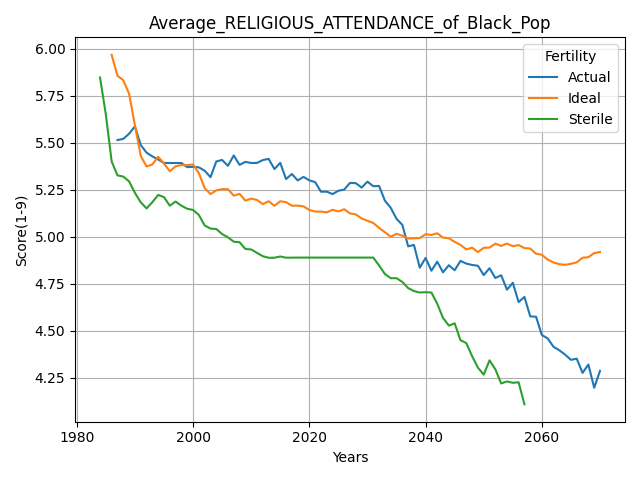 Average_RELIGIOUS_ATTENDANCE_of_Black_Pop
Fertility
Actual
Ideal
Sterile
Score(1-9)
6.00
5.75
5.50
5.25
5.00
4.75
4.50
4.25
1980 2000 2020 2040 2060
Years